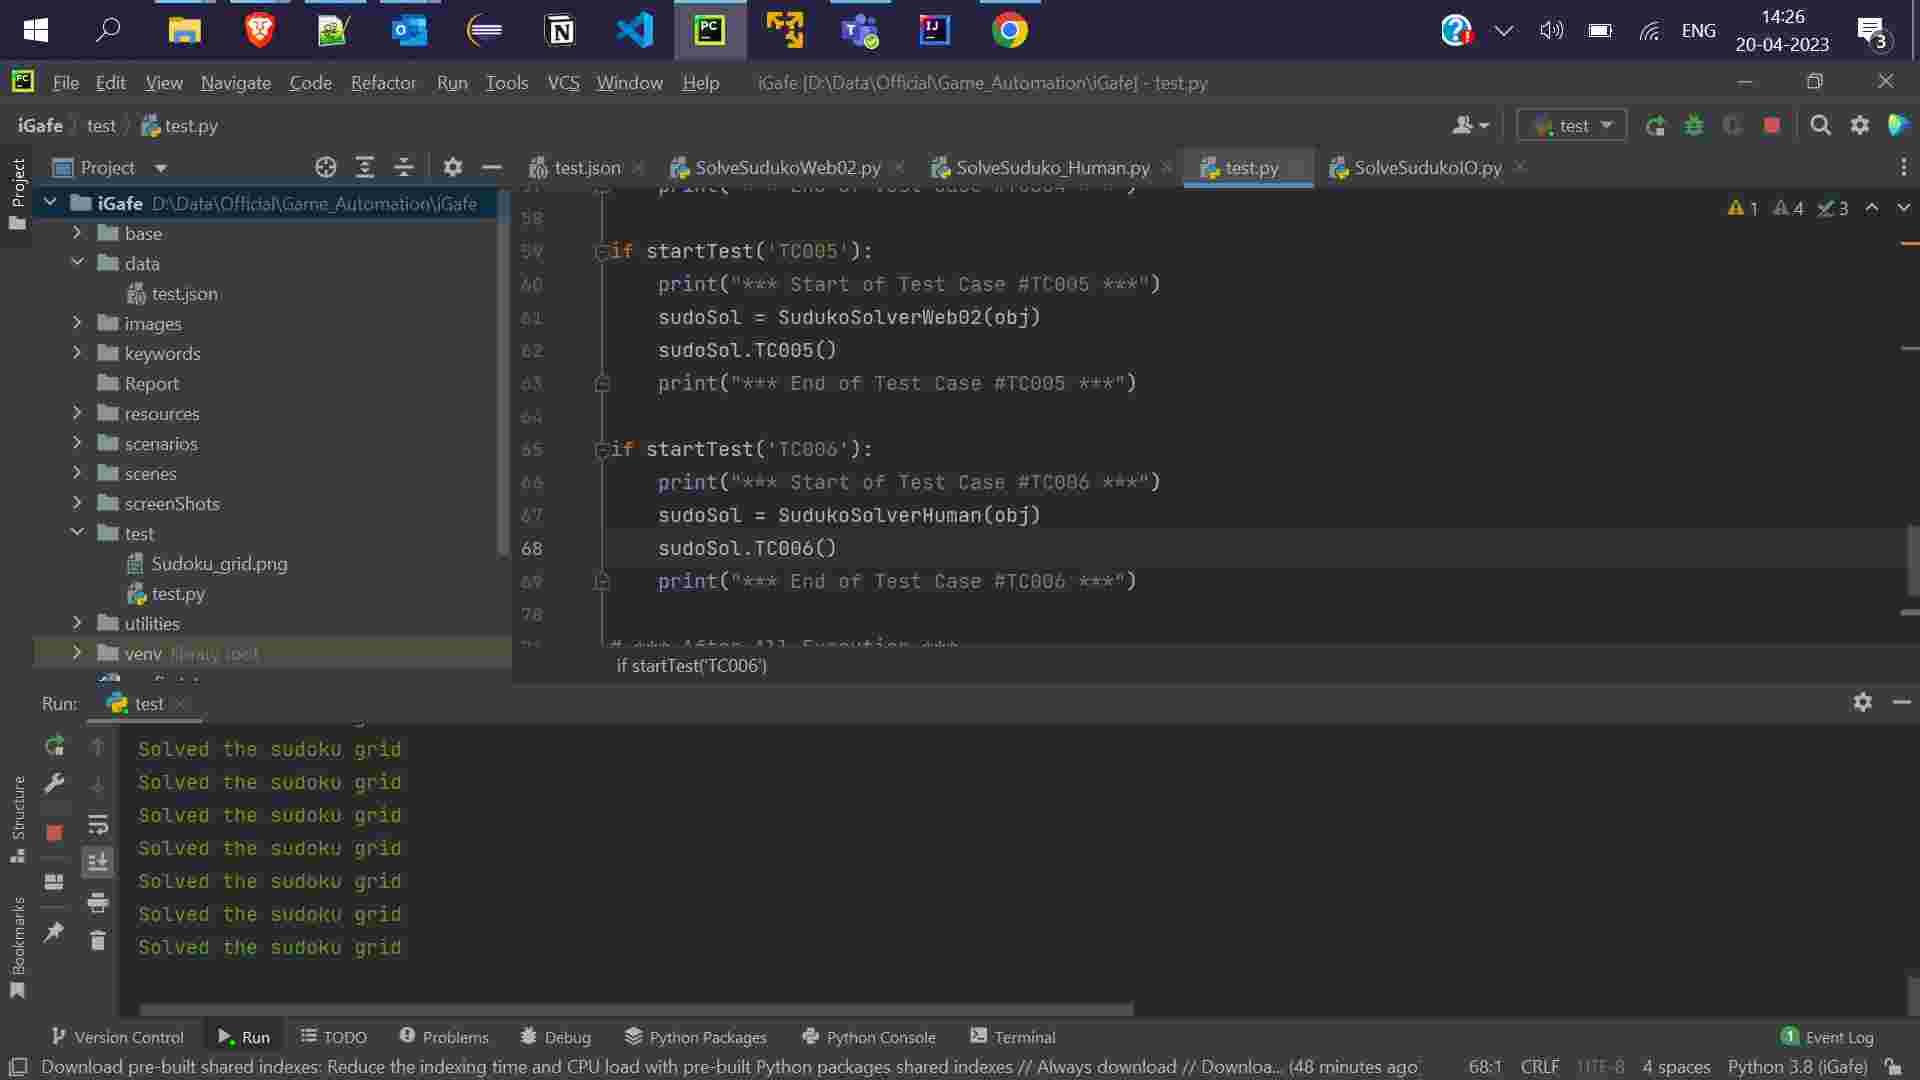 ENG
14:26
20-04-2023
3
File Edit View Navigate Code Refactor Run Tools VCS Window Help iGafe [D:\Data\Official\Game_Automation\iGafe] - test.py
iGafe test test.py
test
Project
Project
test.json SolveSudukoWeb02.py SolveSuduko_Human.py test.py SolveSudukoIO.py
iGafe D:\Data\Official\Game_Automation\iGafe
base
data
test.json
images
keywords
Report
resources
scenarios
scenes
screenShots
test
Sudoku_grid.png
test.py
utilities
venv library root
1 4 3
58
59 if startTest('TC005'):
60 print("*** Start of Test Case #TC005 ***")
61 sudoSol = SudukoSolverWeb02(obj)
62 sudoSol.TC005()
63 print("*** End of Test Case #TC005 ***")
64
65 if startTest('TC006'):
66 print("*** Start of Test Case #TC006 ***")
67 sudoSol = SudukoSolverHuman(obj)
68 sudoSol.TC006()
69 print("*** End of Test Case #TC006 ***")
70
# *** After All Execution ***
if startTest('TC006')
Run: test
Solved the sudoku grid
Solved the sudoku grid
Solved the sudoku grid
Solved the sudoku grid
Solved the sudoku grid
Solved the sudoku grid
Solved the sudoku grid
Structure
Bookmarks
Version Control Run TODO Problems Debug Python Packages Python Console Terminal
1 Event Log
Download pre-built shared indexes: Reduce the indexing time and CPU load with pre-built Python packages shared indexes // Always download // Downloa... (48 minutes ago)
68:1 CRLF UTF-8 4 spaces Python 3.8 (iGafe)